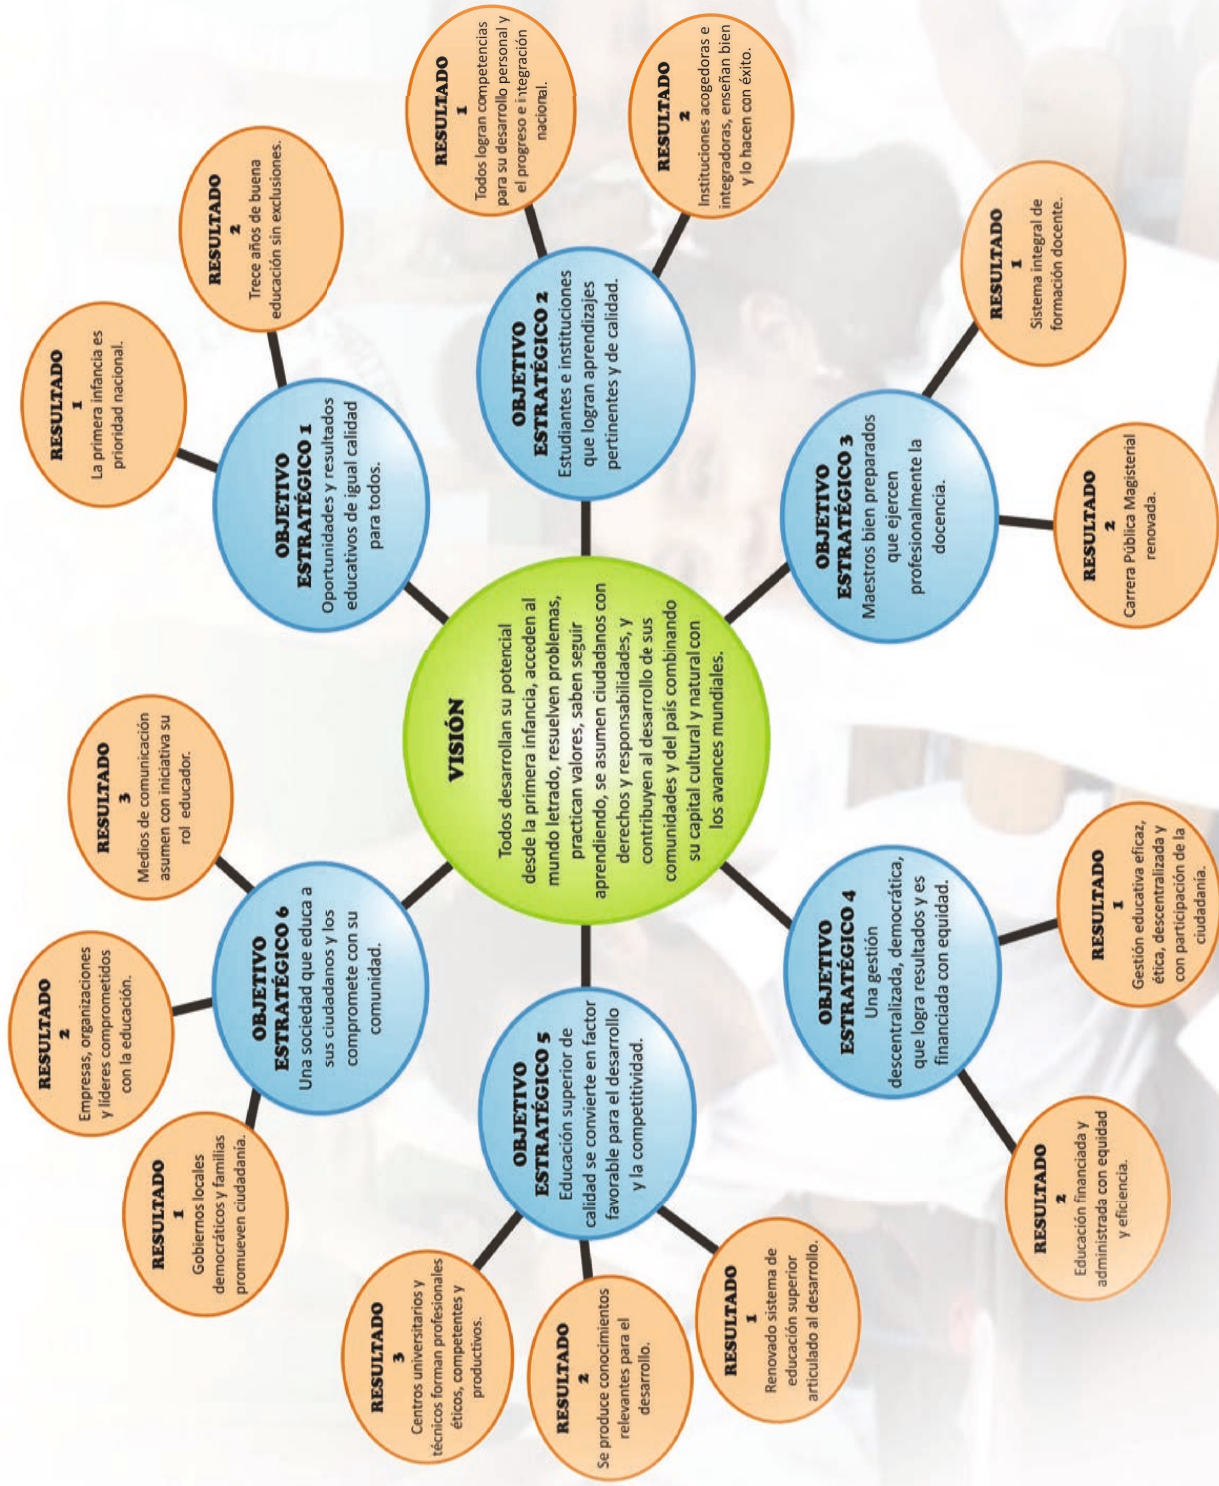 VISIÓN
Todos desarrollan su potencial
desde la primera infancia, acceden al
mundo letrado, resuelven problemas,
practican valores, saben seguir
aprendiendo, se asumen ciudadanos con
derechos y responsabilidades, y
contribuyen al desarrollo de sus
comunidades y del país combinando
su capital cultural y natural con
los avances mundiales.
OBJETIVO
ESTRATÉGICO 1
Oportunidades y resultados
educativos de igual calidad
para todos.
RESULTADO
1
La primera infancia es
prioridad nacional.
RESULTADO
2
Trece años de buena
educación sin exclusiones.
OBJETIVO
ESTRATÉGICO 2
Estudiantes e instituciones
que logran aprendizajes
pertinentes y de calidad.
RESULTADO
1
Todos logran competencias
para su desarrollo personal y
el progreso e integración
nacional.
RESULTADO
2
Instituciones acogedoras e
integradoras, enseñan bien
y lo hacen con éxito.
OBJETIVO
ESTRATÉGICO 3
Maestros bien preparados
que ejercen
profesionalmente la
docencia.
RESULTADO
1
Sistema integral de
formación docente.
RESULTADO
2
Carrera Pública Magisterial
renovada.
OBJETIVO
ESTRATÉGICO 4
Una gestión
descentralizada, democrática,
que logra resultados y es
financiada con equidad.
RESULTADO
1
Gestión educativa eficaz,
ética, descentralizada y
con participación de la
ciudadanía.
RESULTADO
2
Educación financiada y
administrada con equidad
y eficiencia.
OBJETIVO
ESTRATÉGICO 5
Educación superior de
calidad se convierte en factor
favorable para el desarrollo
y la competitividad.
RESULTADO
1
Renovado sistema de
educación superior
articulado al desarrollo.
RESULTADO
2
Se produce conocimientos
relevantes para el
desarrollo.
RESULTADO
3
Centros universitarios y
técnicos forman profesionales
éticos, competentes y
productivos.
OBJETIVO
ESTRATÉGICO 6
Una sociedad que educa a
sus ciudadanos y los
compromete con su
comunidad.
RESULTADO
1
Gobiernos locales
democráticos y familias
promueven ciudadanía.
RESULTADO
2
Empresas, organizaciones
y líderes comprometidos
con la educación.
RESULTADO
3
Medios de comunicación
asumen con iniciativa su
rol educador.